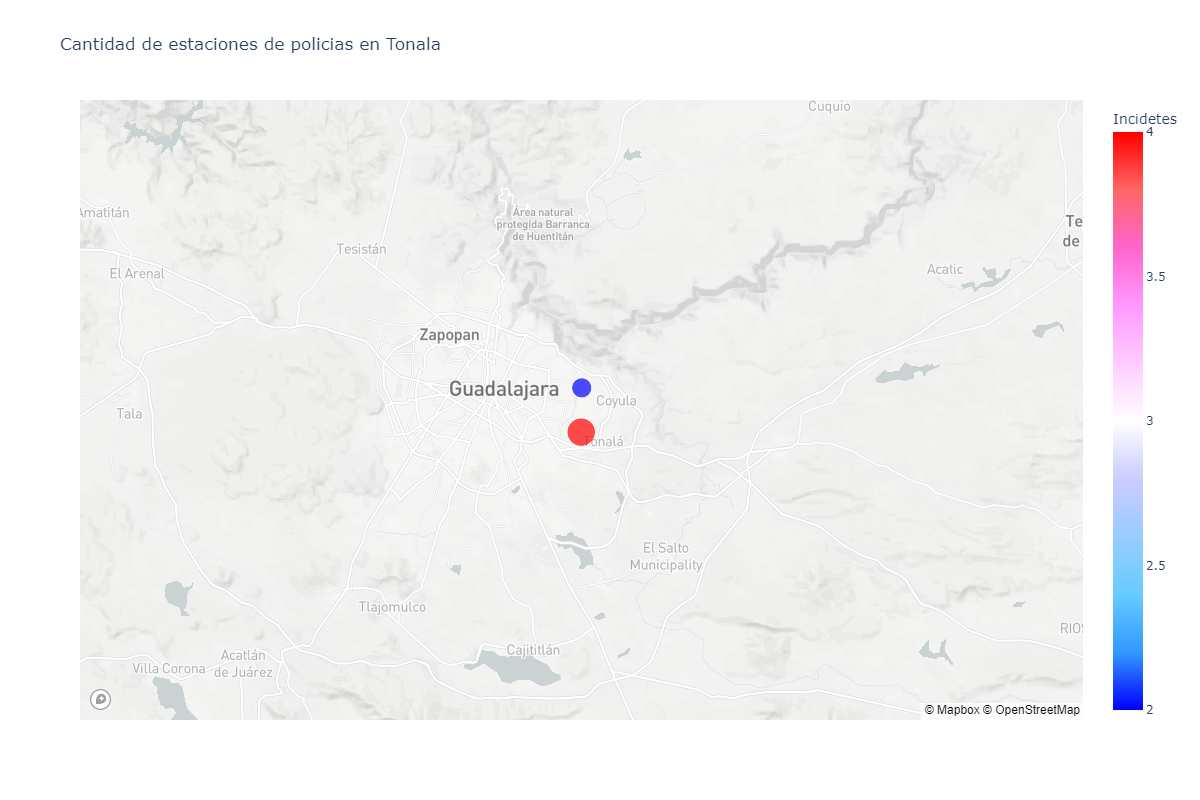 Cantidad de estaciones de policias en Tonala
Cuquio
Incidetes
4
Amatitán
Área natural
protegida Barranca
de Huentitán
Te
de
Tesistán
El Arenal
Acatic
3.5
Zapopan
Guadalajara
Coyula
Tala
3
Tonalá
El Salto
Municipality
2.5
Tlajomulco
RIOS
Cajititlán
Acatlán
de Juárez
Villa Corona
© Mapbox © OpenStreetMap
2